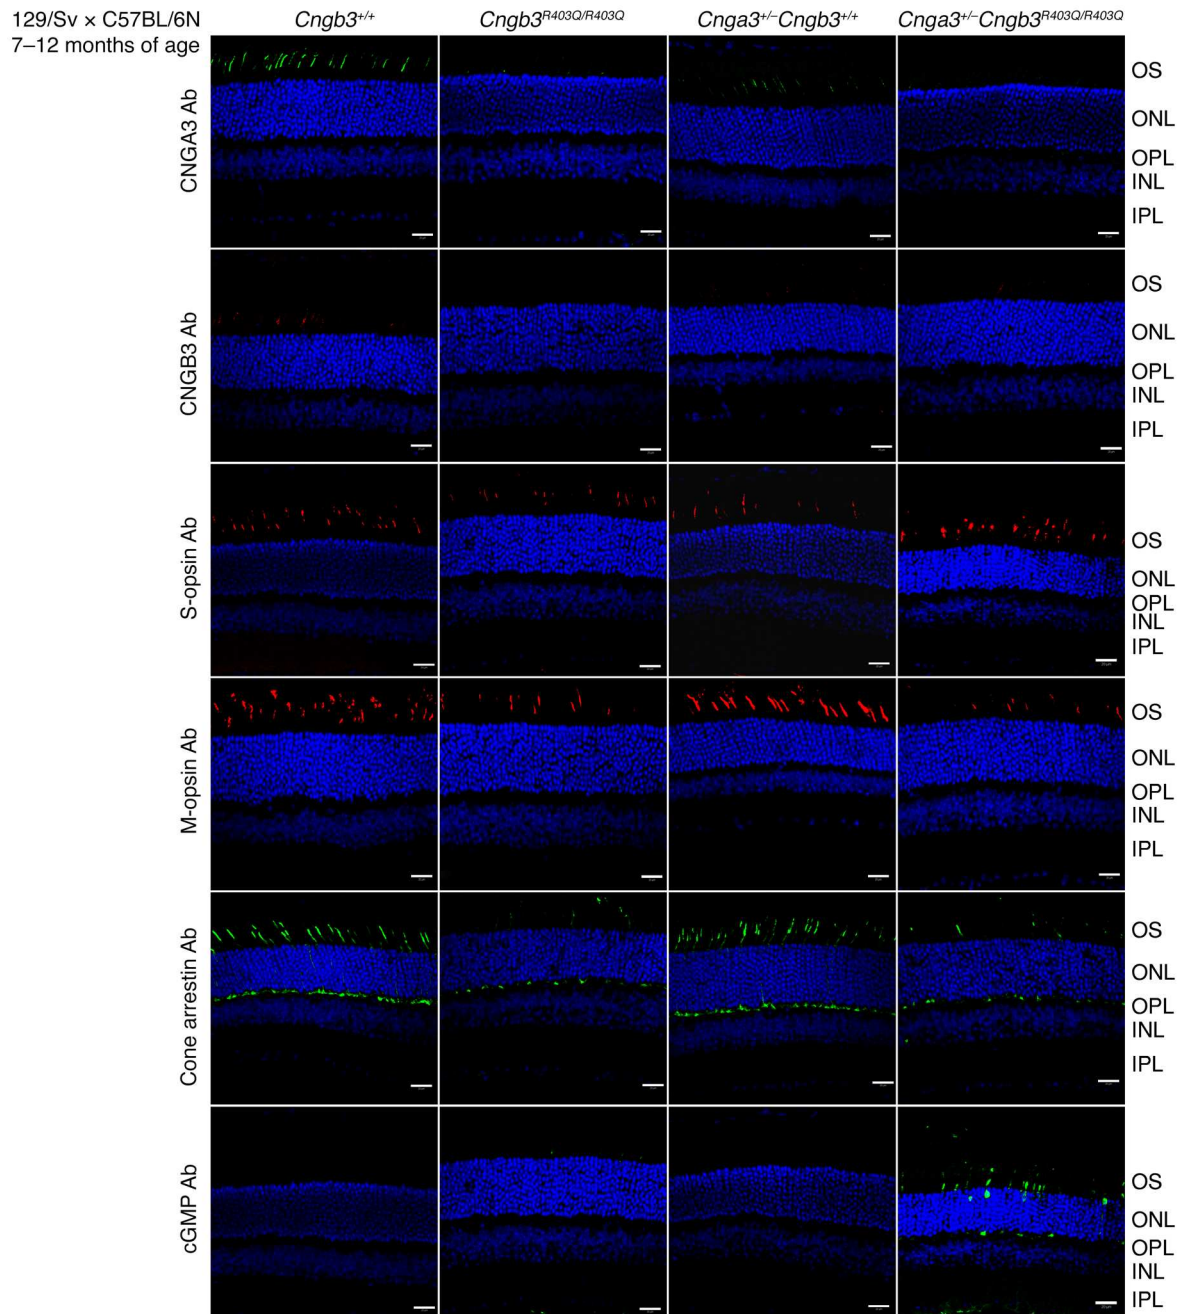 129/Sv × C57BL/6N
7–12 months of age
Cngb3+/+
Cngb3R403Q/R403Q
Cnga3+/–Cngb3+/+
Cnga3+/–Cngb3R403Q/R403Q
CNGA3 Ab
OS
ONL
OPL
INL
IPL
CNGB3 Ab
OS
ONL
OPL
INL
IPL
S-opsin Ab
OS
ONL
OPL
INL
IPL
M-opsin Ab
OS
ONL
OPL
INL
IPL
Cone arrestin Ab
OS
ONL
OPL
INL
IPL
cGMP Ab
OS
ONL
OPL
INL
IPL